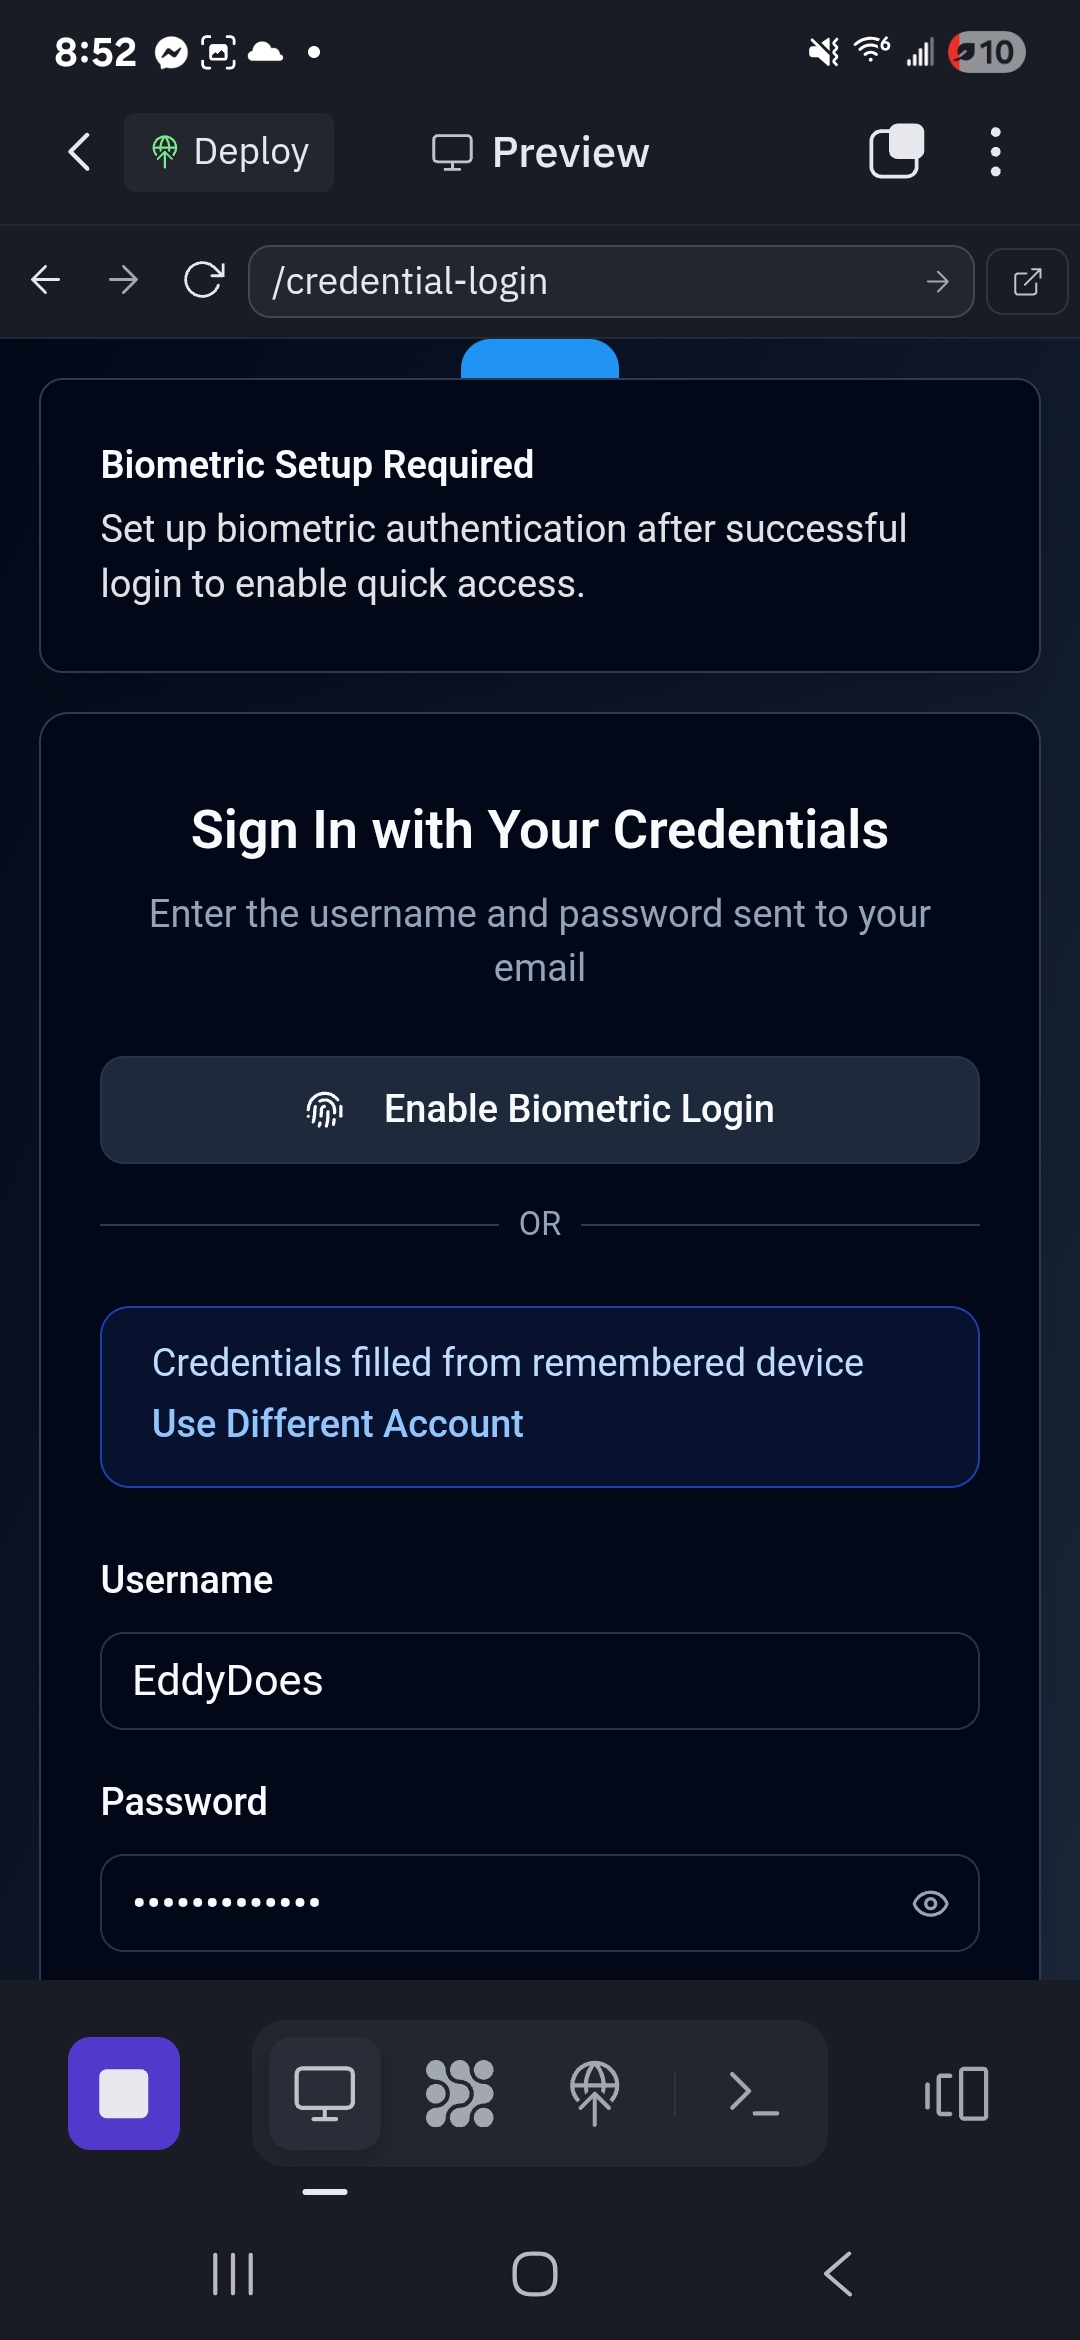 8:52
10
Deploy
Preview
/credential-login
Biometric Setup Required
Set up biometric authentication after successful
login to enable quick access.
Sign In with Your Credentials
Enter the username and password sent to your
email
Enable Biometric Login
OR
Credentials filled from remembered device
Use Different Account
Username
EddyDoes
Password
•••••••••••••